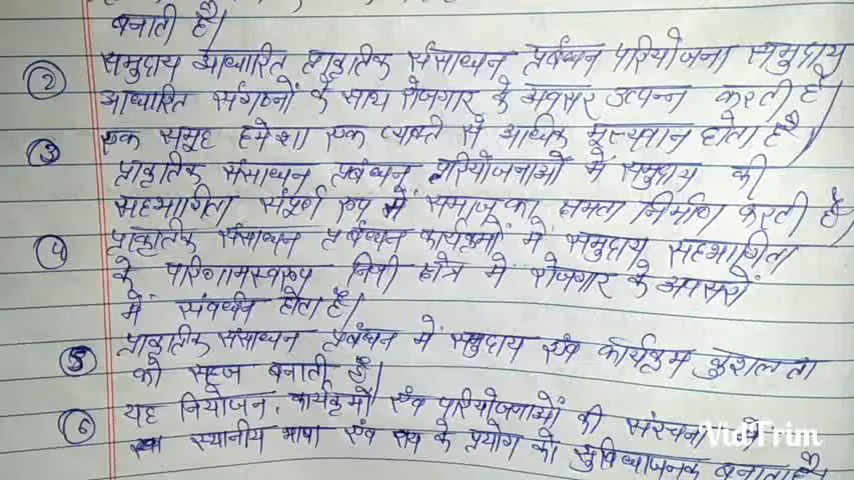 बनाती है।
② समुदाय आधारित प्राकृतिक संसाधन प्रबंधन परियोजना समुदाय
आधारित संगठनों के साथ रोजगार के अवसर उत्पन्न करती है।
③ एक समूह हमेशा एक व्यक्ति से अधिक मूल्यवान होता है।
प्राकृतिक संसाधन प्रबंधन परियोजनाओं में समुदाय की
सहभागिता संपूर्ण रूप में समाज का क्षमता निर्माण करती है।
④ प्राकृतिक संसाधन प्रबंधन कार्यक्रमों में समुदाय सहभागिता
के परिणामस्वरूप निजी क्षेत्र में रोजगार के अवसरों
में संवर्धन होता है।
⑤ प्राकृतिक संसाधन प्रबंधन में समुदाय एवं कार्यक्रम कुशलता
को सहज बनाती है।
⑥ यह नियोजन, कार्यक्रमों एवं परियोजनाओं की संरचना में
स्थानीय भाषा एवं के प्रयोग को सुविधाजनक बनाता है
VidTrim